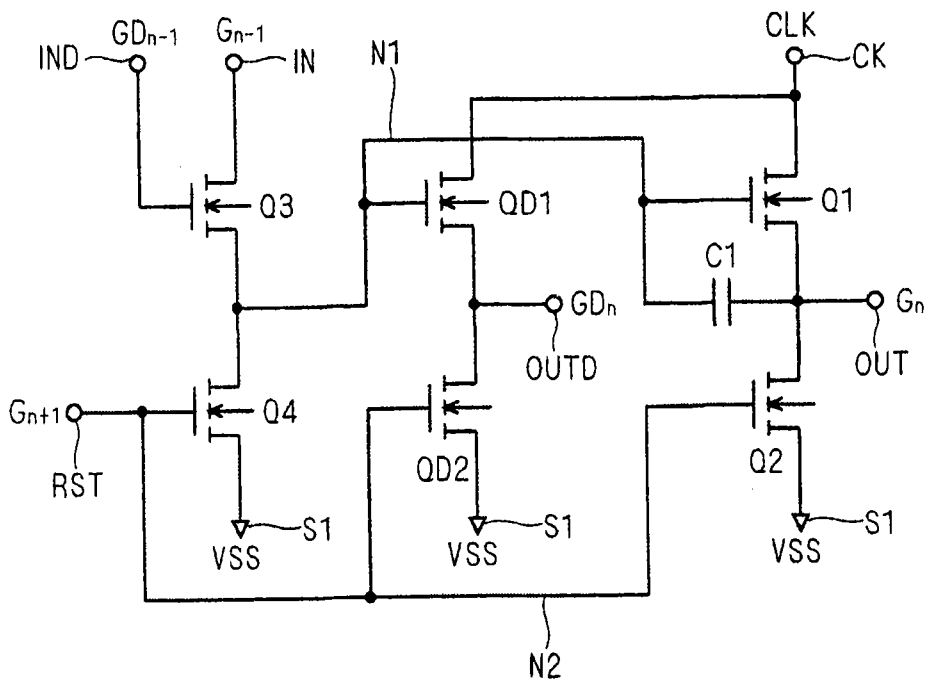 GDn-1
Gn-1
CLK
IND
IN
N1
CK
Q3
QD1
Q1
C1
GDn
Gn
OUTD
OUT
Gn+1
Q4
RST
QD2
Q2
S1
S1
S1
VSS
VSS
VSS
N2